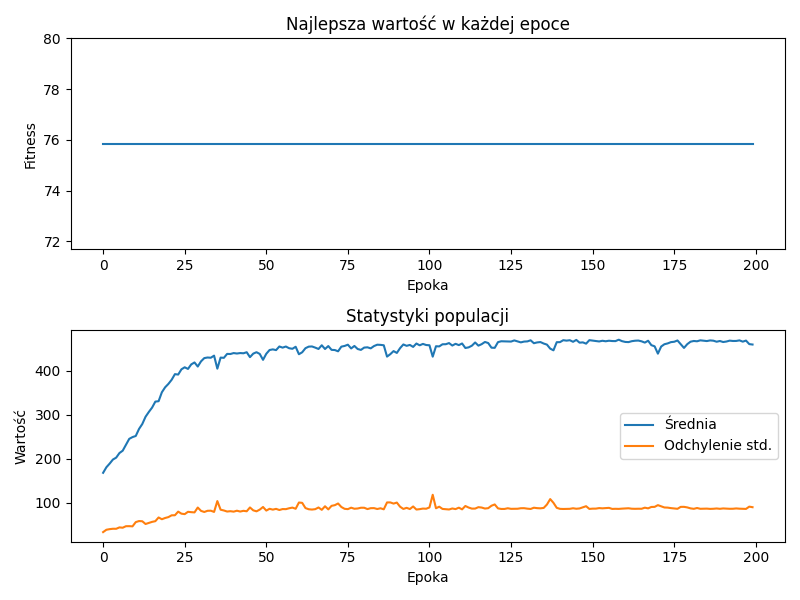 Najlepsza wartość w każdej epoce
80
78
76
74
72
Fitness
0 25 50 75 100 125 150 175 200
Epoka
Statystyki populacji
400
300
200
100
Wartość
Średnia
Odchylenie std.
0 25 50 75 100 125 150 175 200
Epoka